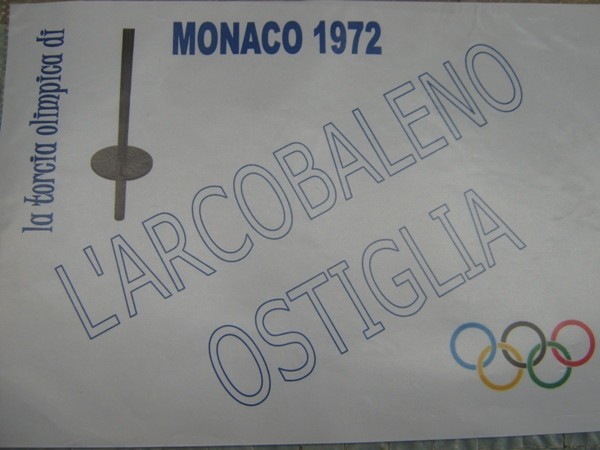 la torcia olimpica di
MONACO 1972
L'ARCOBALENO
OSTIGLIA